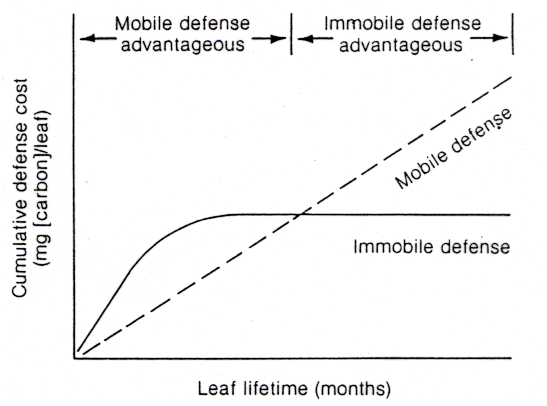 Mobile defense
advantageous
Immobile defense
advantageous
Cumulative defense cost
(mg [carbon]/leaf)
Mobile defense
Immobile defense
Leaf lifetime (months)